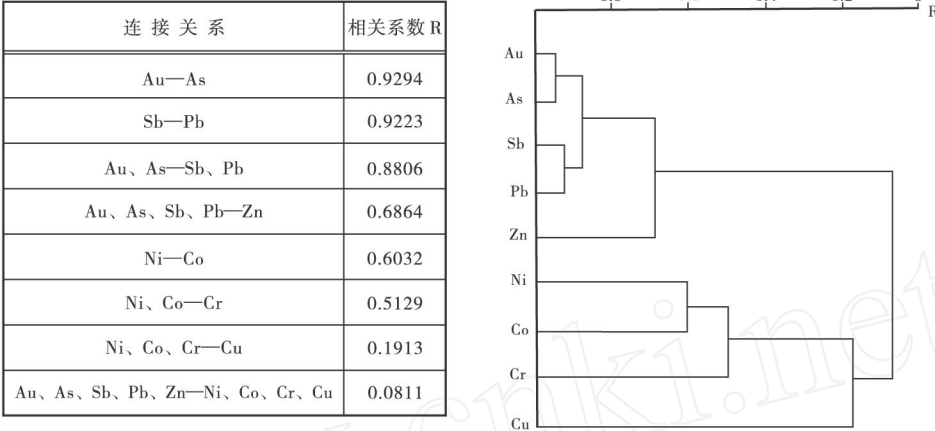 连接关系 相关系数 R
Au—As 0.9294
Sb—Pb 0.9223
Au、As—Sb、Pb 0.8806
Au、As、Sb、Pb—Zn 0.6864
Ni—Co 0.6032
Ni、Co—Cr 0.5129
Ni、Co、Cr—Cu 0.1913
Au、As、Sb、Pb、Zn—Ni、Co、Cr、Cu 0.0811
R
Au
As
Sb
Pb
Zn
Ni
Co
Cr
Cu
cnki.net